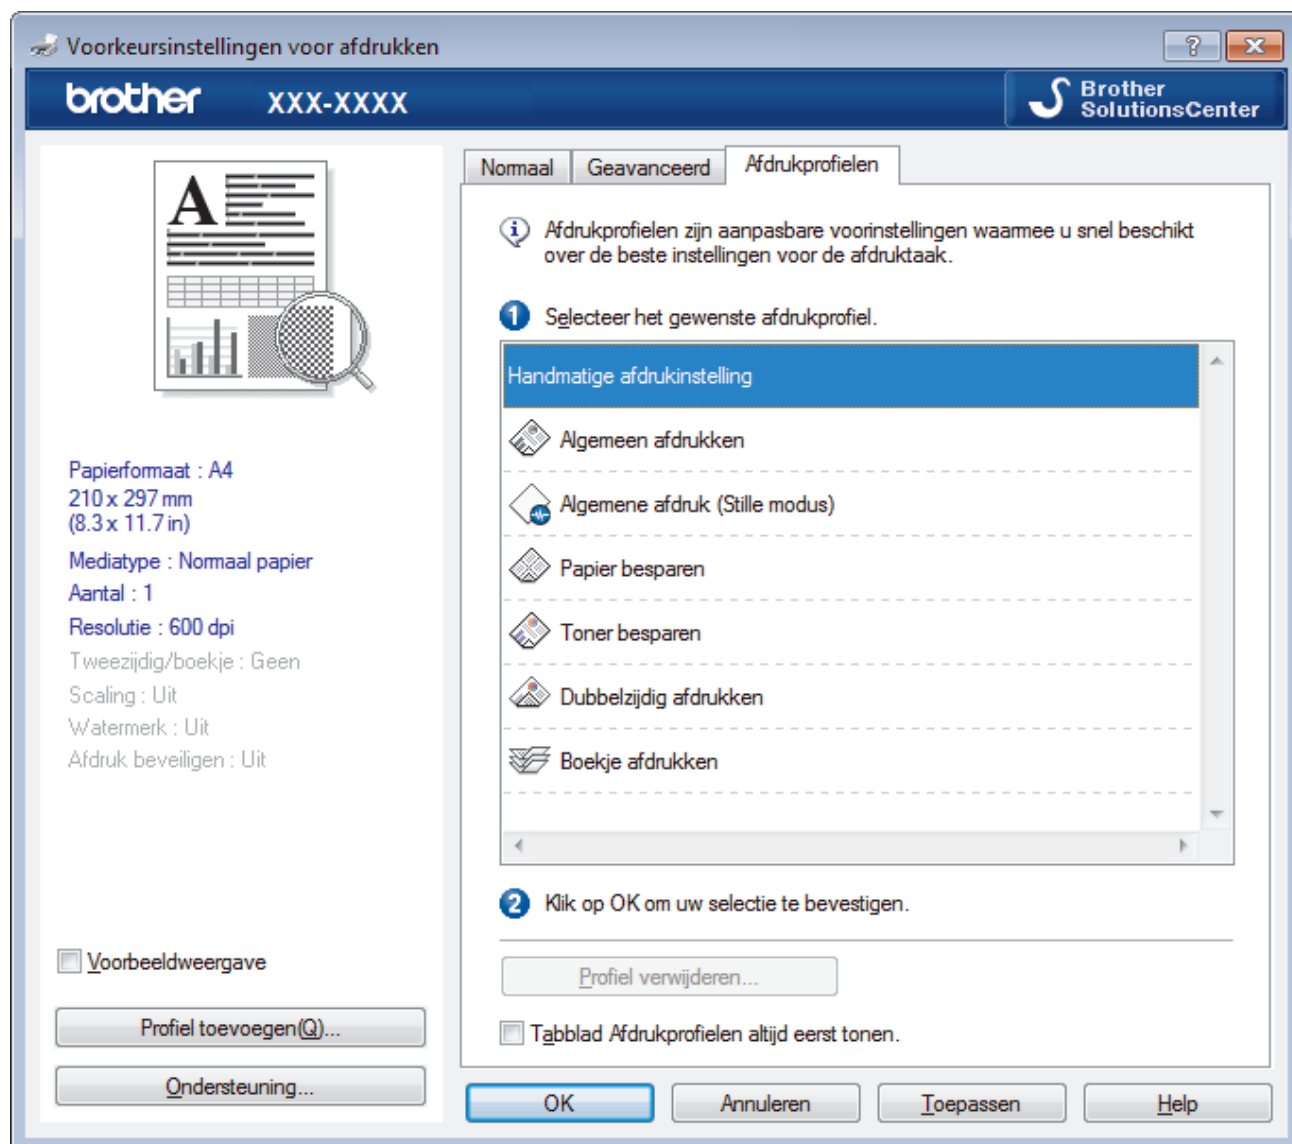 Voorkeursinstellingen voor afdrukken
brother XXX-XXXX
Brother
SolutionsCenter
A
Papierformaat : A4
210 x 297 mm
(8.3 x 11.7 in)
Mediatype : Normaal papier
Aantal : 1
Resolutie : 600 dpi
Tweezijdig/boekje : Geen
Scaling : Uit
Watermerk : Uit
Afdruk beveiligen : Uit
Voorbeeldweergave
Profiel toevoegen(Q)...
Ondersteuning...
Normaal Geavanceerd Afdrukprofielen
Afdrukprofielen zijn aanpasbare voorinstellingen waarmee u snel beschikt
over de beste instellingen voor de afdruktaak.
1 Selecteer het gewenste afdrukprofiel.
Handmatige afdrukinstelling
Algemeen afdrukken
Algemene afdruk (Stille modus)
Papier besparen
Toner besparen
Dubbelzijdig afdrukken
Boekje afdrukken
2 Klik op OK om uw selectie te bevestigen.
Profiel verwijderen...
Tabblad Afdrukprofielen altijd eerst tonen.
OK Annuleren Toepassen Help